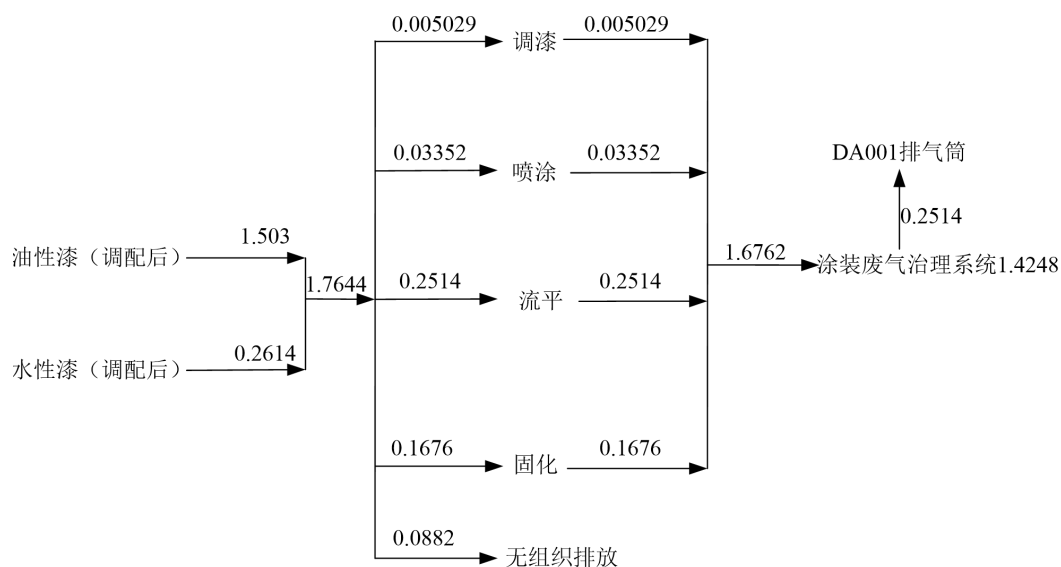 0.005029
调漆
0.005029
0.03352
喷涂
0.03352
DA001排气筒
0.2514
油性漆（调配后）
1.503
1.7644
0.2514
流平
0.2514
1.6762
涂装废气治理系统1.4248
水性漆（调配后）
0.2614
0.1676
固化
0.1676
0.0882
无组织排放